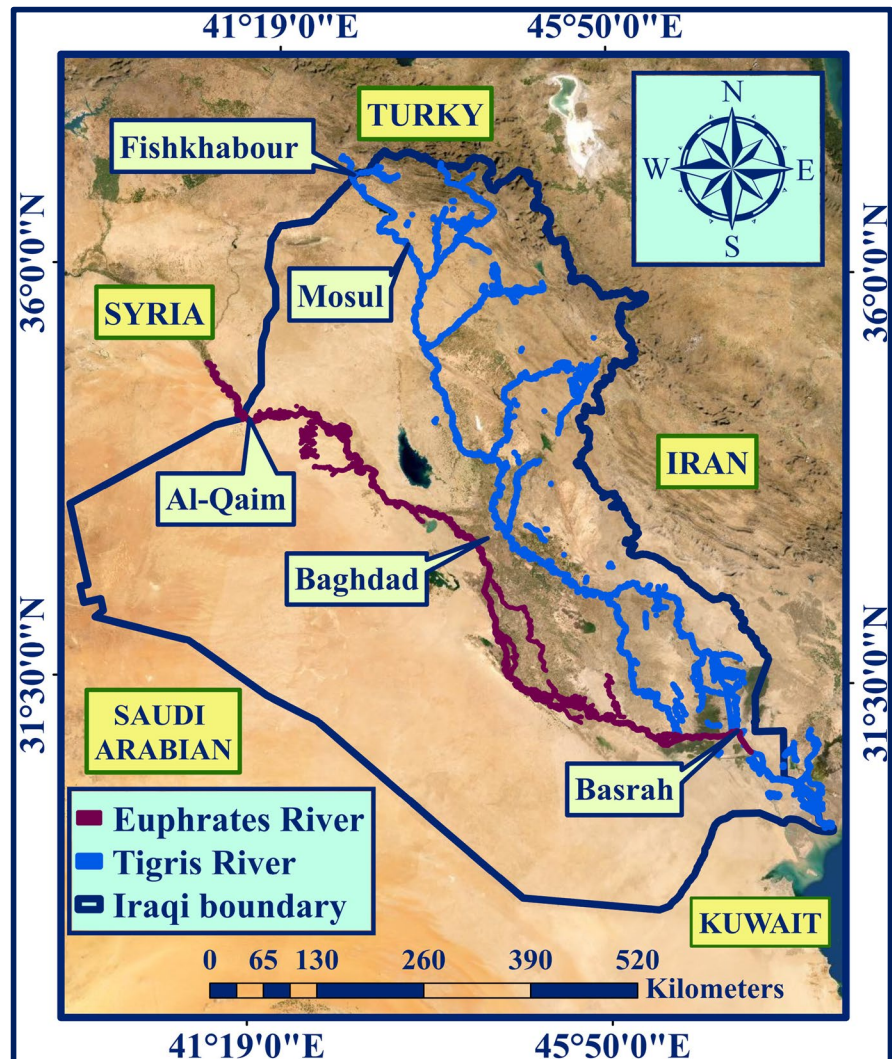 41°19'0"E
45°50'0"E
TURKY
N
W
E
S
Fishkhabour
36°0'0"N
36°0'0"N
Mosul
SYRIA
IRAN
Al-Qaim
Baghdad
31°30'0"N
31°30'0"N
SAUDI
ARABIAN
Basrah
Euphrates River
Tigris River
Iraqi boundary
KUWAIT
0 65 130 260 390 520
Kilometers
41°19'0"E
45°50'0"E